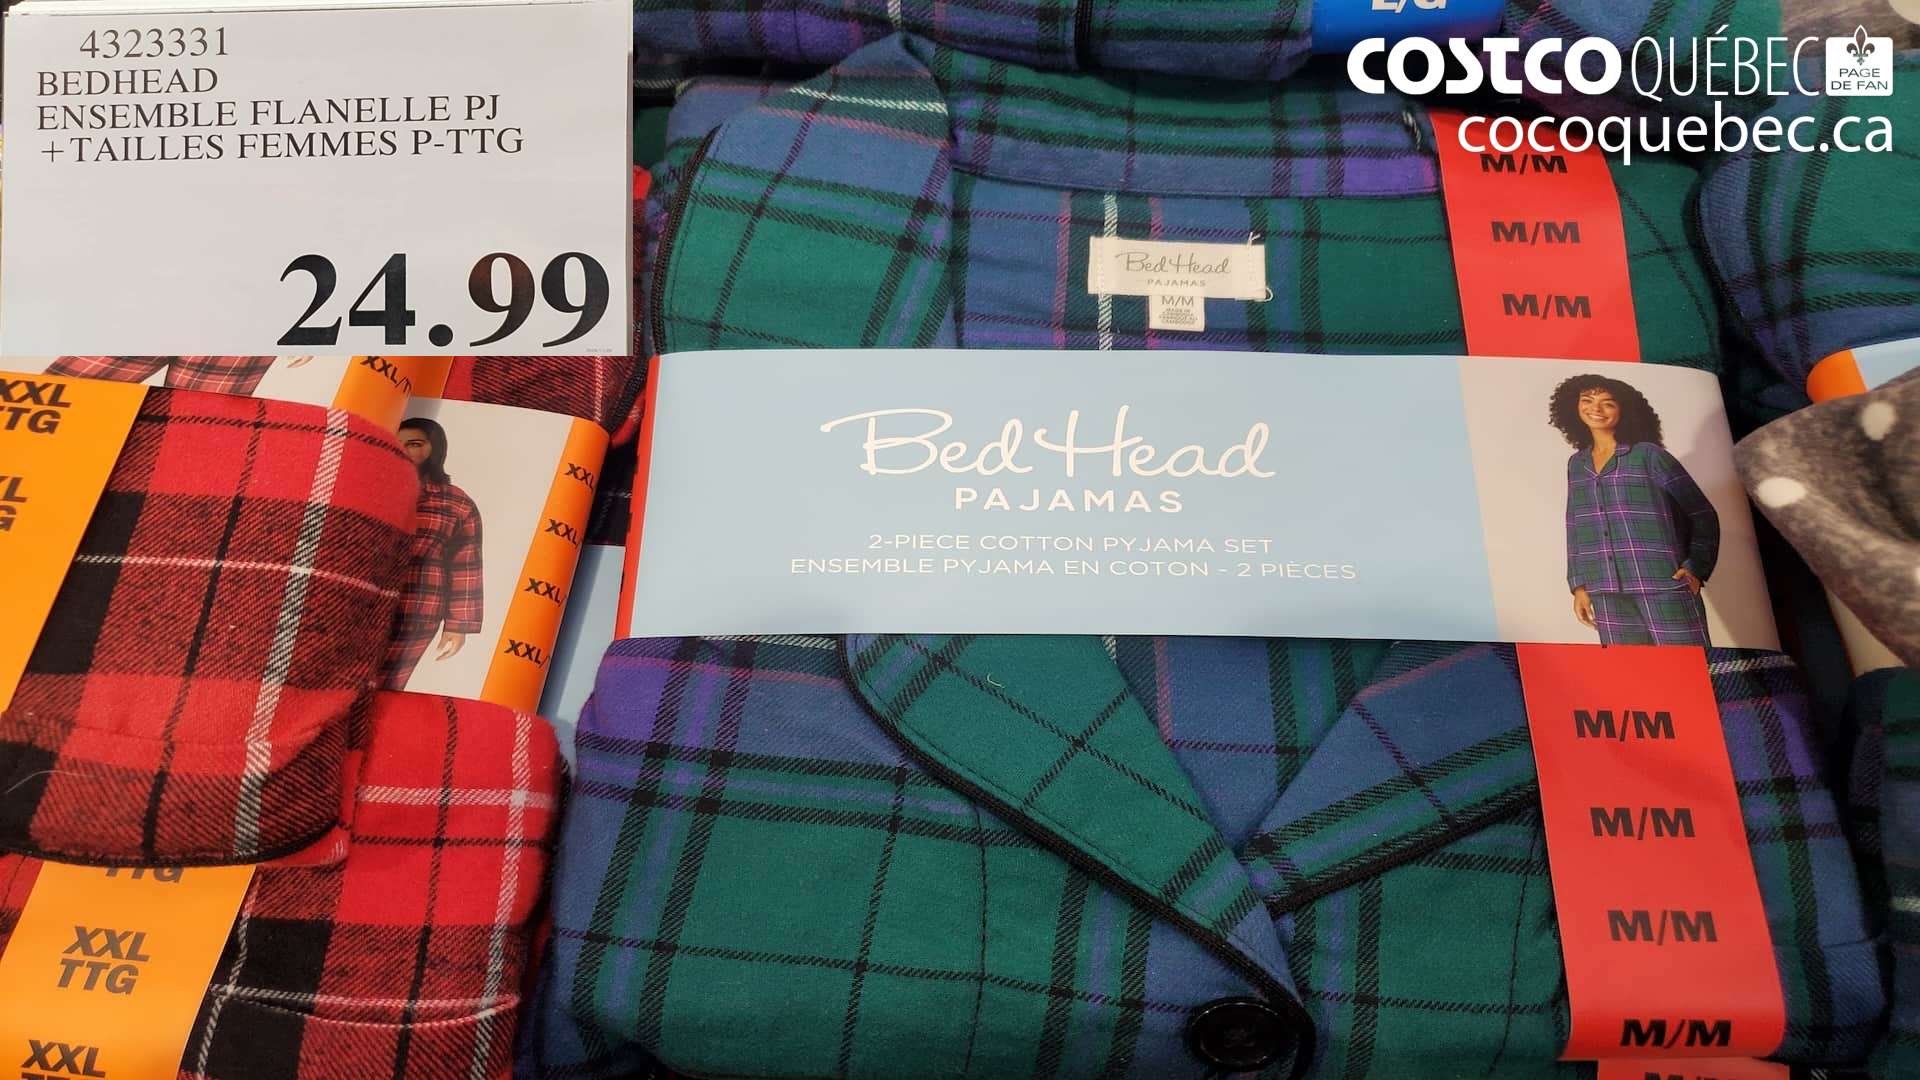 4323331
BEDHEAD
ENSEMBLE FLANELLE PJ
+TAILLES FEMMES P-TTG
24.99
L/G
COSTCO QUÉBEC
PAGE
DE FAN
cocoquebec.ca
M/M
M/M
M/M
Bed Head
PAJAMAS
M/M
Bed Head
PAJAMAS
2-PIECE COTTON PYJAMA SET
ENSEMBLE PYJAMA EN COTON - 2 PIÈCES
M/M
M/M
M/M
M/M
XXL
TTG
XXL
XXL
XXL
XXL
TTG
XXL
TTG
XXL